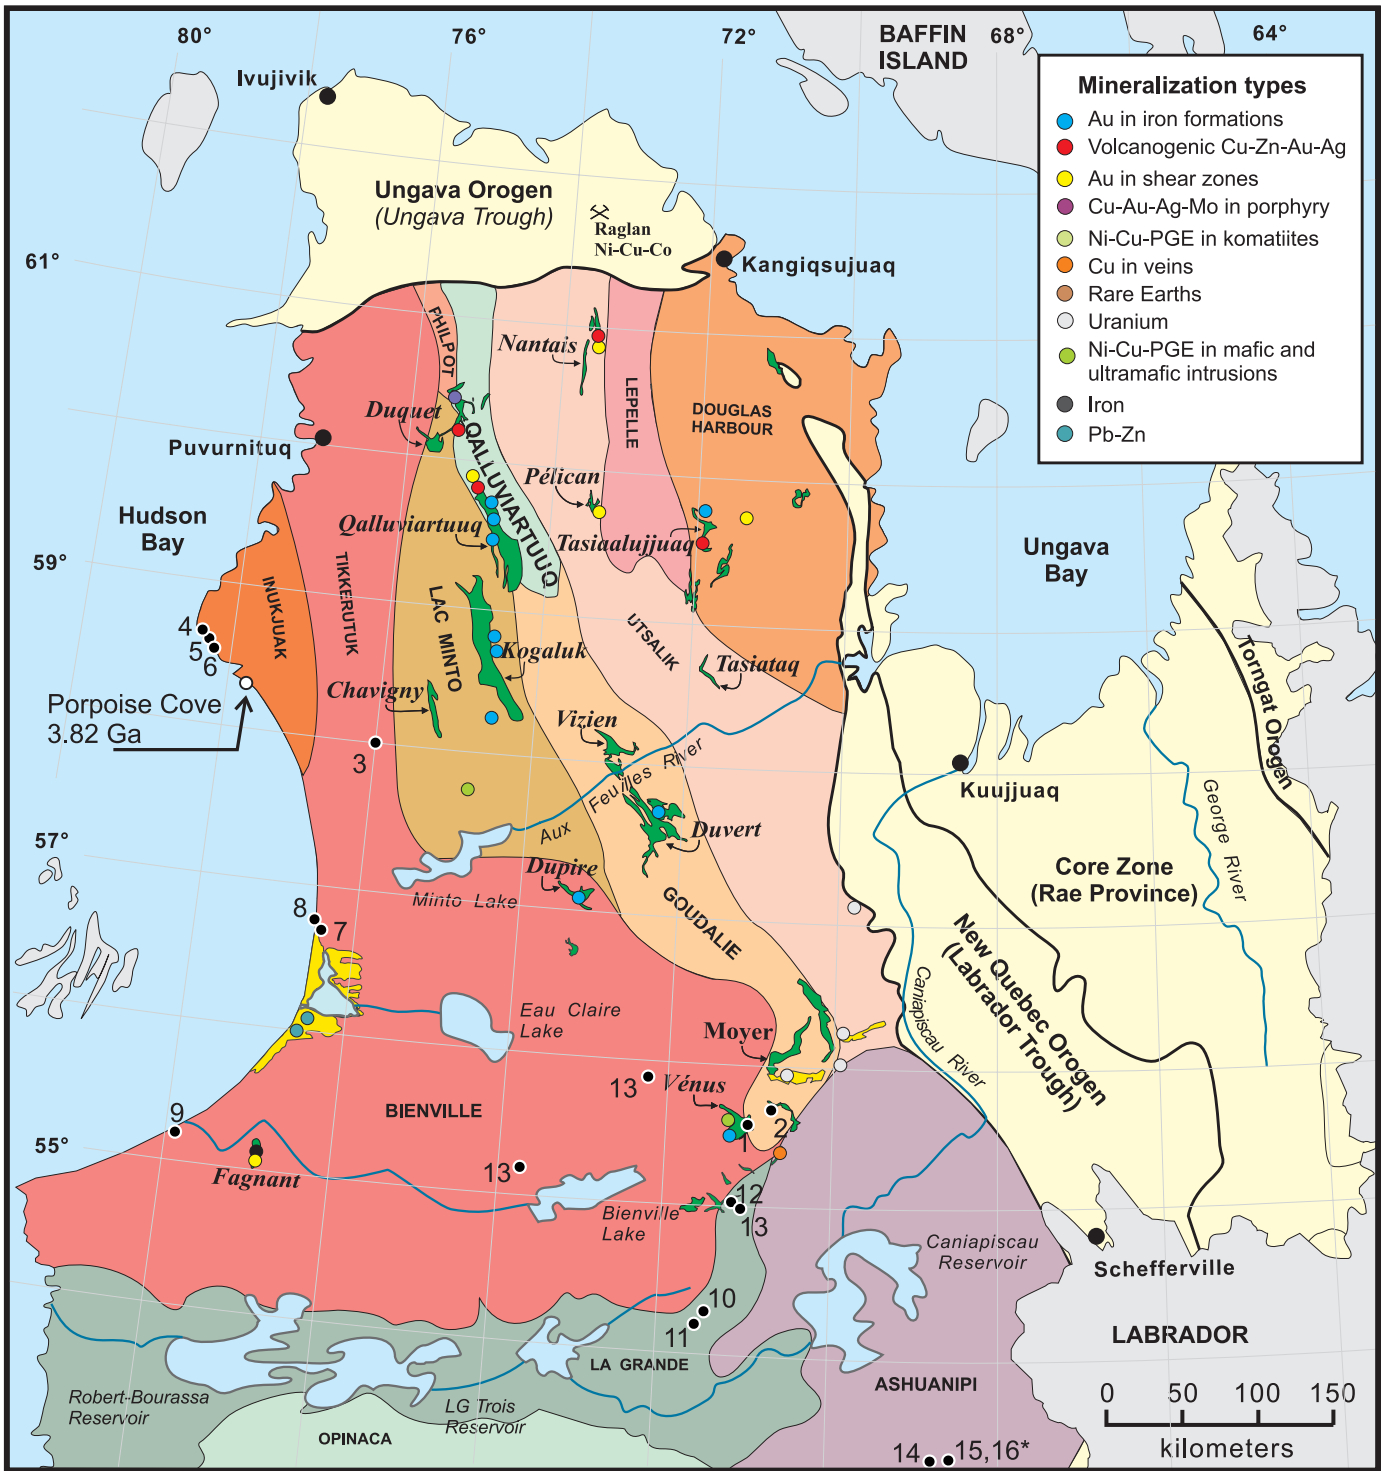 80°
76°
72°
BAFFIN
ISLAND
68°
64°
Ivujivik
Mineralization types
Au in iron formations
Volcanogenic Cu-Zn-Au-Ag
Au in shear zones
Cu-Au-Ag-Mo in porphyry
Ni-Cu-PGE in komatiites
Cu in veins
Rare Earths
Uranium
Ni-Cu-PGE in mafic and
ultramafic intrusions
Iron
Pb-Zn
Ungava Orogen
(Ungava Trough)
Raglan
Ni-Cu-Co
61°
Kangiqsujuaq
PHILPOT
Nantais
LEPELLE
DOUGLAS
HARBOUR
Duquet
Puvurnituq
QALLUVIARTUUQ
Pélican
Hudson
Bay
Qalluviartuuq
Tasiaalujjuaq
Ungava
Bay
59°
TIKKERUTUK
INUKJUAK
LAC MINTO
UTSALIK
4
5
6
Kogaluk
Tasiataq
Torngat Orogen
Chavigny
Porpoise Cove
3.82 Ga
Vizien
3
Aux Feuilles River
Kuujjuaq
George River
57°
Duvert
Core Zone
(Rae Province)
Dupire
Minto Lake
GOUDALIE
8
7
New Quebec Orogen
(Labrador Trough)
Caniapiscau River
Eau Claire
Lake
Moyer
13
Vénus
BIENVILLE
9
2
1
55°
Fagnant
13
12
13
Bienville
Lake
Caniapiscau
Reservoir
Schefferville
10
11
LABRADOR
LA GRANDE
ASHUANIPI
Robert-Bourassa
Reservoir
LG Trois
Reservoir
OPINACA
0 50 100 150
kilometers
14
15,16*